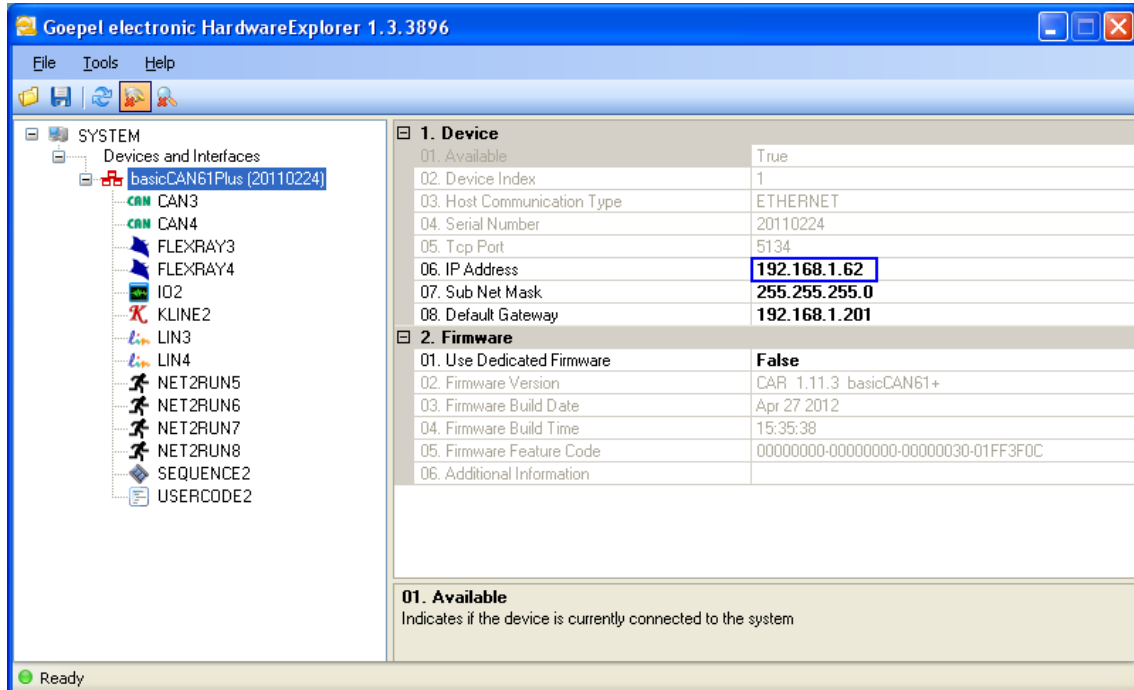 Goepel electronic HardwareExplorer 1.3.3896
File Tools Help
SYSTEM
Devices and Interfaces
basicCAN61Plus (20110224)
CAN CAN3
CAN CAN4
FLEXRAY3
FLEXRAY4
IO2
K KLINE2
Lin LIN3
Lin LIN4
NET2RUN5
NET2RUN6
NET2RUN7
NET2RUN8
SEQUENCE2
USERCODE2
1. Device
01. Available True
02. Device Index 1
03. Host Communication Type ETHERNET
04. Serial Number 20110224
05. Tcp Port 5134
06. IP Address 192.168.1.62
07. Sub Net Mask 255.255.255.0
08. Default Gateway 192.168.1.201
2. Firmware
01. Use Dedicated Firmware False
02. Firmware Version CAR 1.11.3 basicCAN61+
03. Firmware Build Date Apr 27 2012
04. Firmware Build Time 15:35:38
05. Firmware Feature Code 00000000-00000000-00000030-01FF3F0C
06. Additional Information
01. Available
Indicates if the device is currently connected to the system
Ready